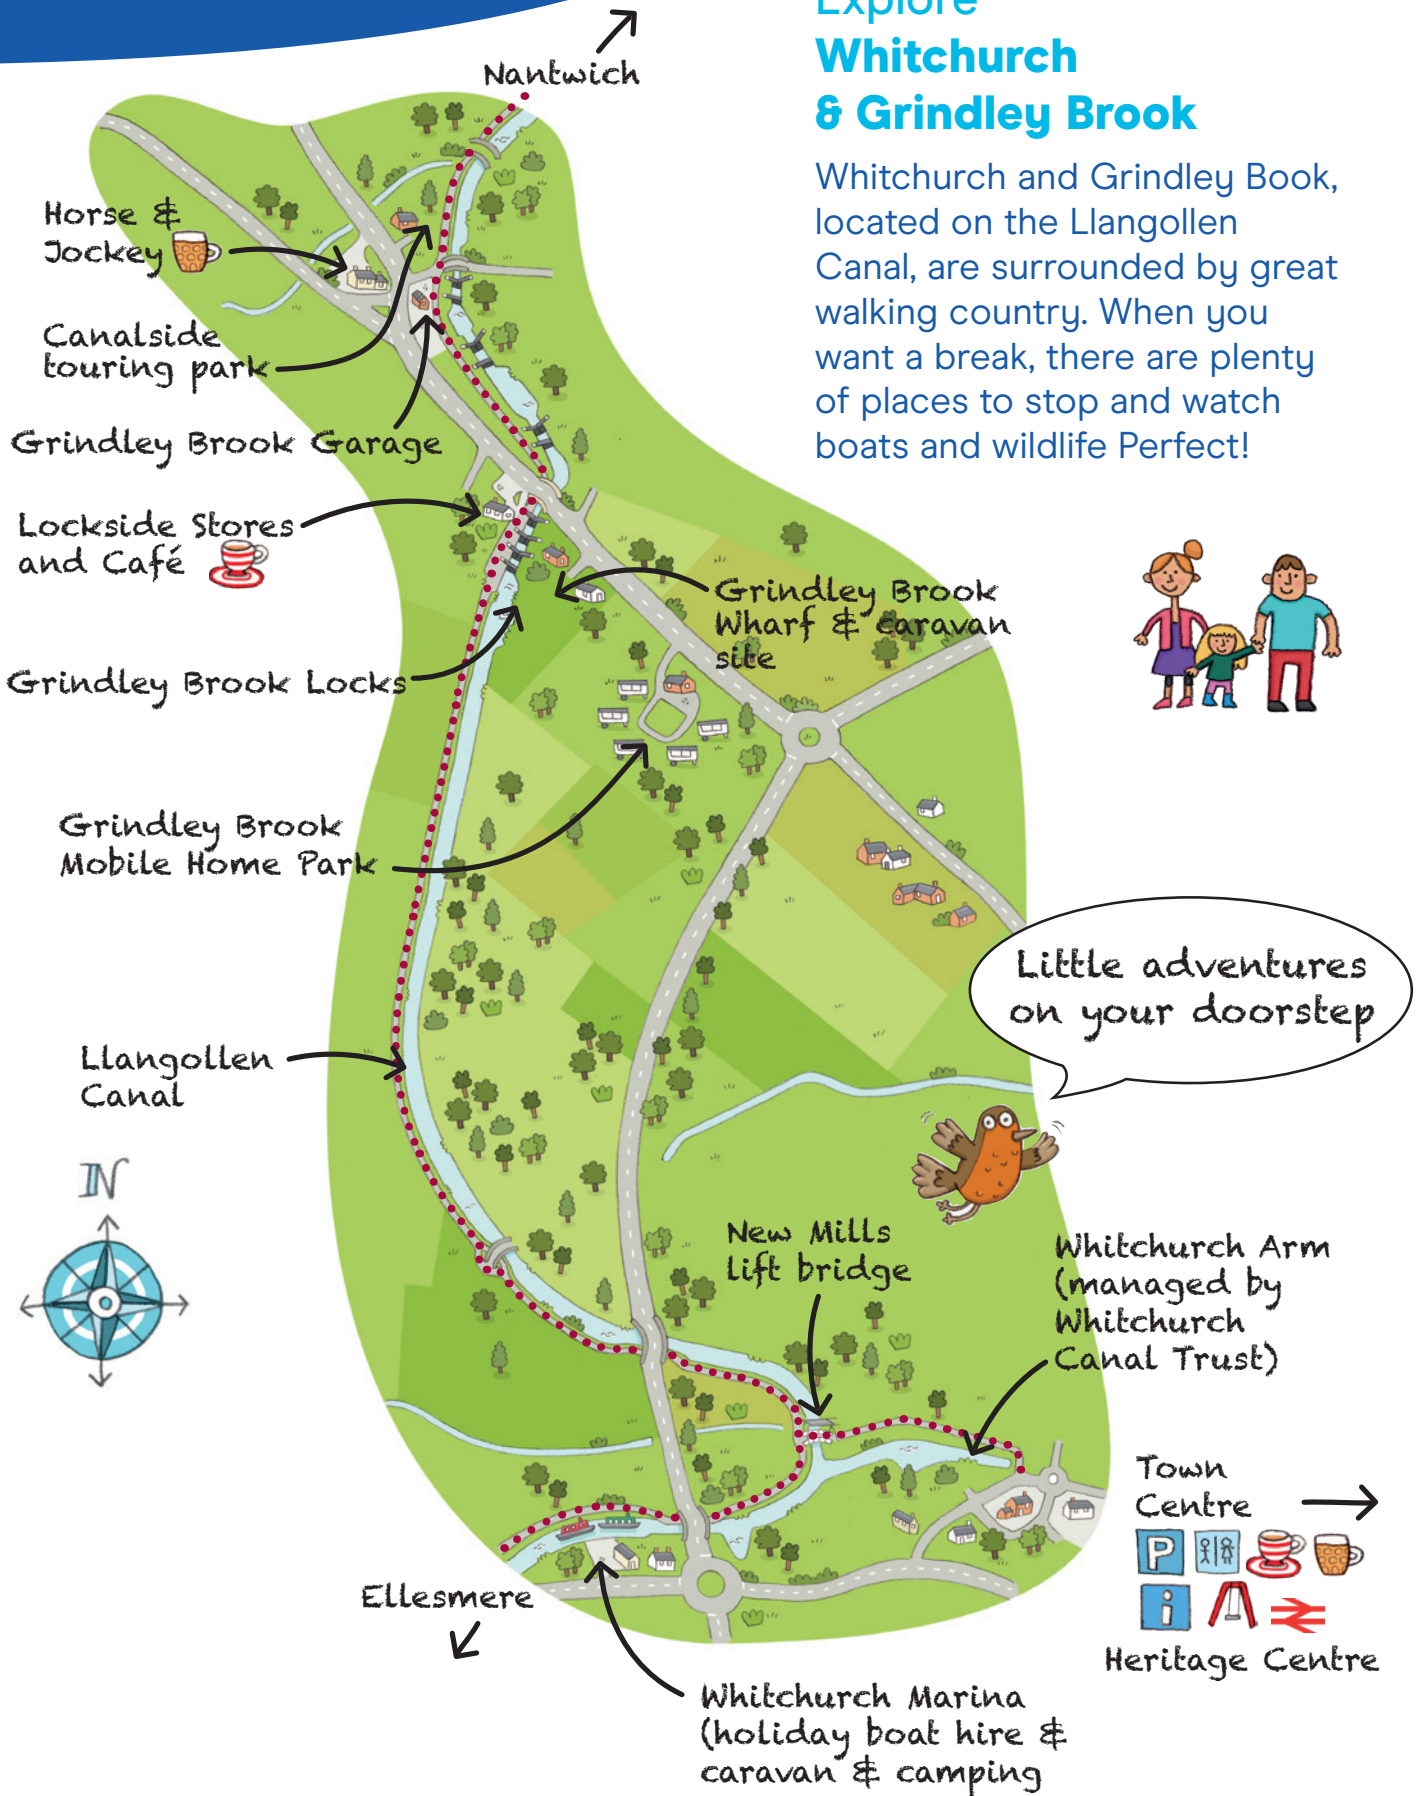 Explore
Whitchurch
& Grindley Brook
Whitchurch and Grindley Book,
located on the Llangollen
Canal, are surrounded by great
walking country. When you
want a break, there are plenty
of places to stop and watch
boats and wildlife Perfect!
Nantwich
Horse &
Jockey
Canalside
touring park
Grindley Brook Garage
Lockside Stores
and Café
Grindley Brook
Wharf & caravan
site
Grindley Brook Locks
Grindley Brook
Mobile Home Park
Little adventures
on your doorstep
Llangollen
Canal
N
New Mills
lift bridge
Whitchurch Arm
(managed by
Whitchurch
Canal Trust)
Town
Centre
P
i
Heritage Centre
Ellesmere
Whitchurch Marina
(holiday boat hire &
caravan & camping